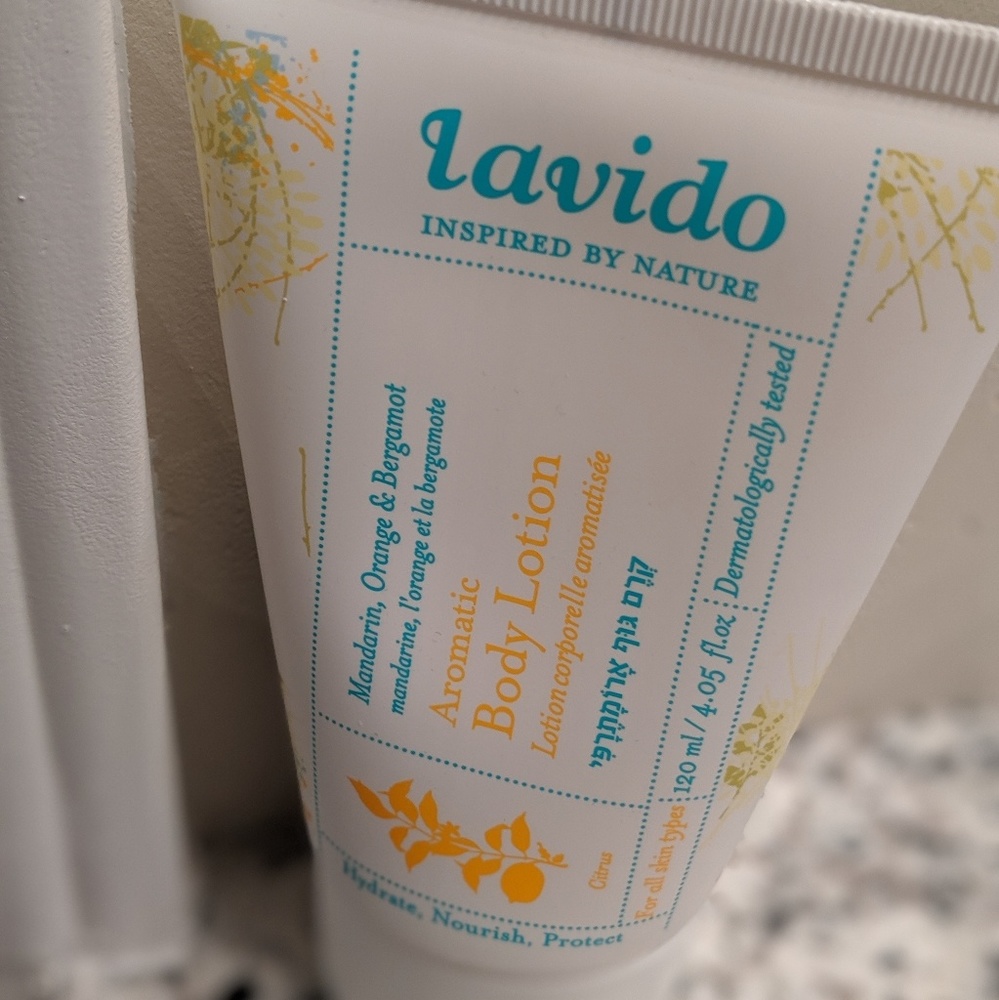 lavido
INSPIRED BY NATURE
Mandarin, Orange & Bergamot
mandarine, l'orange et la bergamote
Aromatic
Body Lotion
Lotion corporelle aromatisée
קרם גוף ארומתרפי
120 ml / 4.05 fl.oz
Dermatologically tested
For all skin types
Citrus
Hydrate, Nourish, Protect